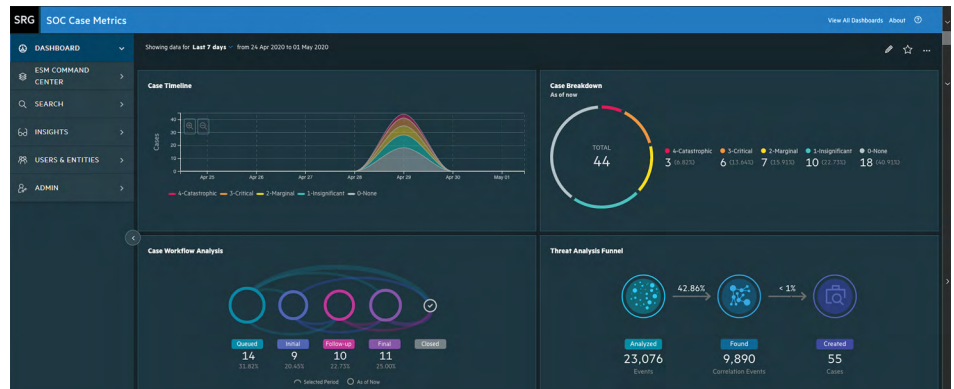 SRG SOC Case Metrics
View All Dashboards About
DASHBOARD
ESM COMMAND
CENTER
SEARCH
INSIGHTS
USERS & ENTITIES
ADMIN
Showing data for Last 7 days from 24 Apr 2020 to 01 May 2020
Case Timeline
Cases
40
30
20
10
Apr 25 Apr 26 Apr 27 Apr 28 Apr 29 Apr 30 May 01
4-Catastrophic 3-Critical 2-Marginal 1-Insignificant 0-None
Case Breakdown
As of now
TOTAL
44
4-Catastrophic 3-Critical 2-Marginal 1-Insignificant 0-None
3 (6.82%) 6 (13.64%) 7 (15.91%) 10 (22.73%) 18 (40.91%)
Case Workflow Analysis
Queued Initial Follow-up Final Closed
14 9 10 11
31.82% 20.45% 22.73% 25.00%
Selected Period As of Now
Threat Analysis Funnel
42.86% < 1%
Analyzed Found Created
23,076 9,890 55
Events Correlation Events Cases